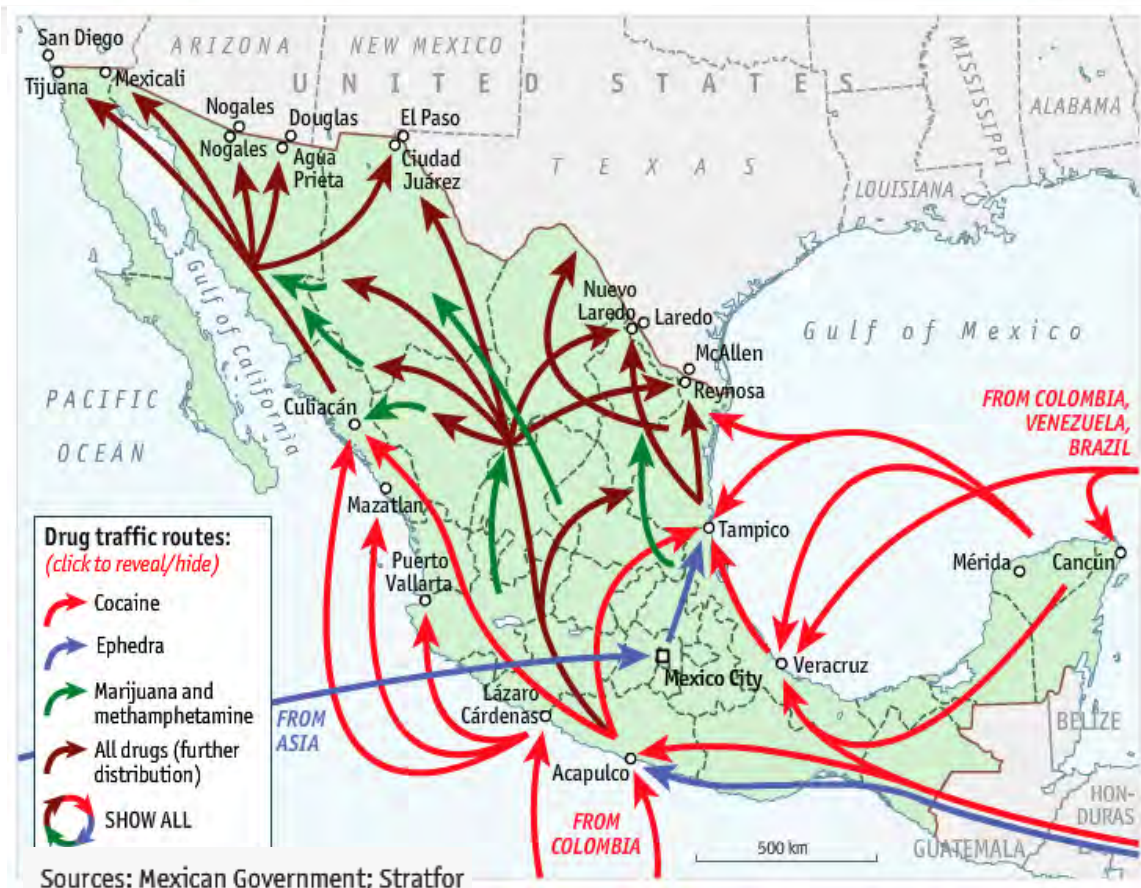 San Diego
ARIZONA
NEW MEXICO
MISSISSIPPI
Tijuana
Mexicali
UNITED STATES
ALABAMA
Nogales
Douglas
El Paso
Nogales
Agua
Prieta
Ciudad
Juárez
TEXAS
LOUISIANA
Gulf of California
Nuevo
Laredo
Laredo
Gulf of Mexico
McAllen
Reynosa
PACIFIC
OCEÁN
Culiacán
FROM COLOMBIA,
VENEZUELA,
BRAZIL
Mazatlan
Tampico
Drug traffic routes:
(click to reveal/hide)
Cocaine
Ephedra
Marijuana and
methamphetamine
All drugs (further
distribution)
SHOW ALL
Puerto
Vallarta
Mérida
Cancún
Mexico City
Veracruz
Lázaro
Cárdenas
FROM
ASIA
BELIZE
Acapulco
FROM
COLOMBIA
500 km
GUATEMALA
HON-
DURAS
Sources: Mexican Government; Stratfor